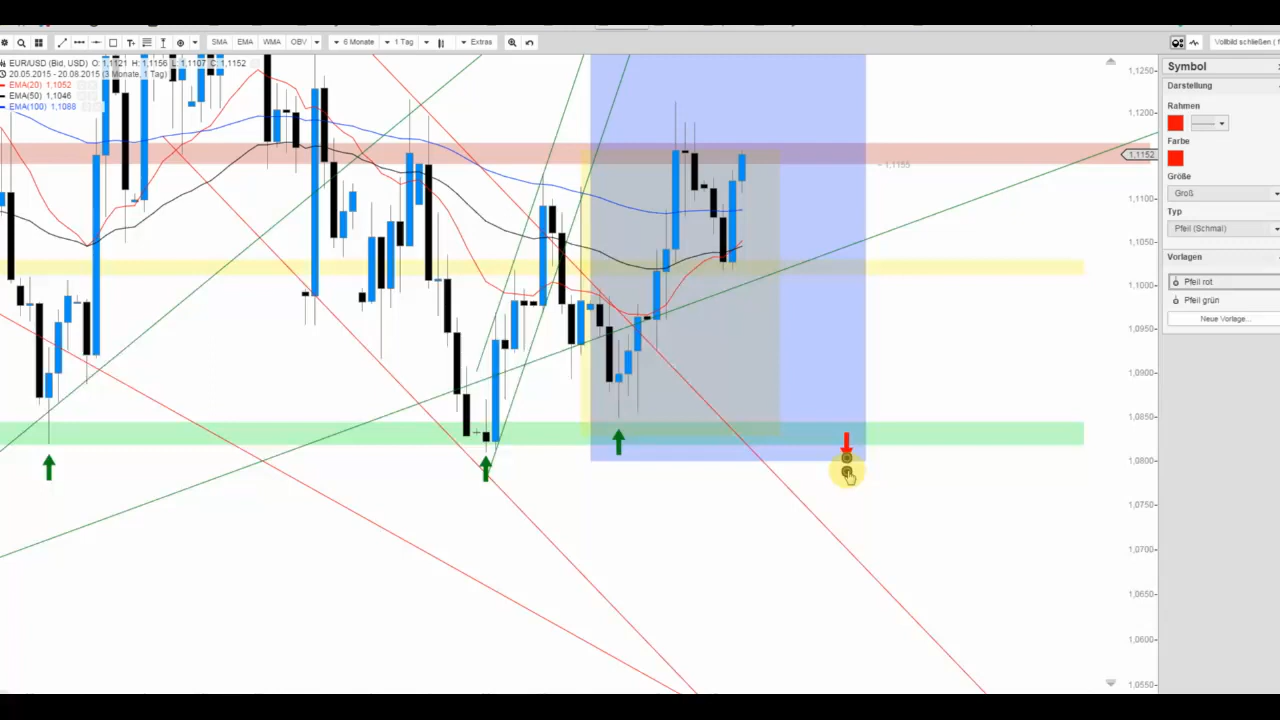 SMA EMA WMA OBV 6 Monate 1 Tag Extras Vollbild schließen (
EUR/USD (Bid, USD) O: 1,1121 H: 1,1156 L: 1,1107 C: 1,1152
20.05.2015 - 20.08.2015 (3 Monate, 1 Tag)
EMA(20) 1,1052
EMA(50) 1,1046
EMA(100) 1,1088
1,1155
1,1250
1,1200
1,1152
1,1100
1,1050
1,1000
1,0950
1,0900
1,0850
1,0800
1,0700
1,0650
1,0600
1,0550
Symbol
Darstellung
Rahmen
Farbe
Größe
Groß
Typ
Pfeil (Schmal)
Vorlagen
Pfeil rot
Pfeil grün
Neue Vorlage...